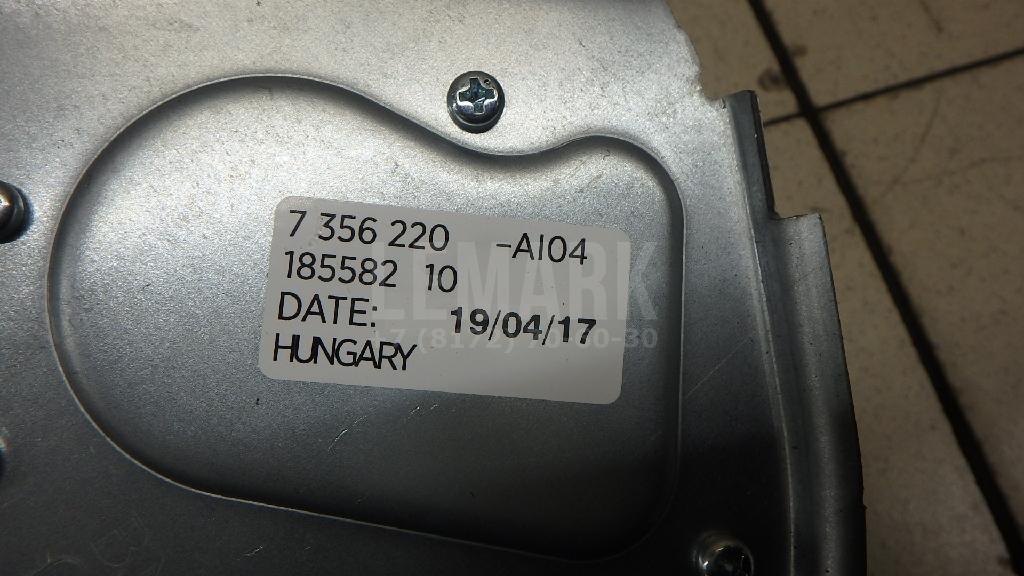 7 356 220 -AI04
185582 10
DATE: 19/04/17
HUNGARY